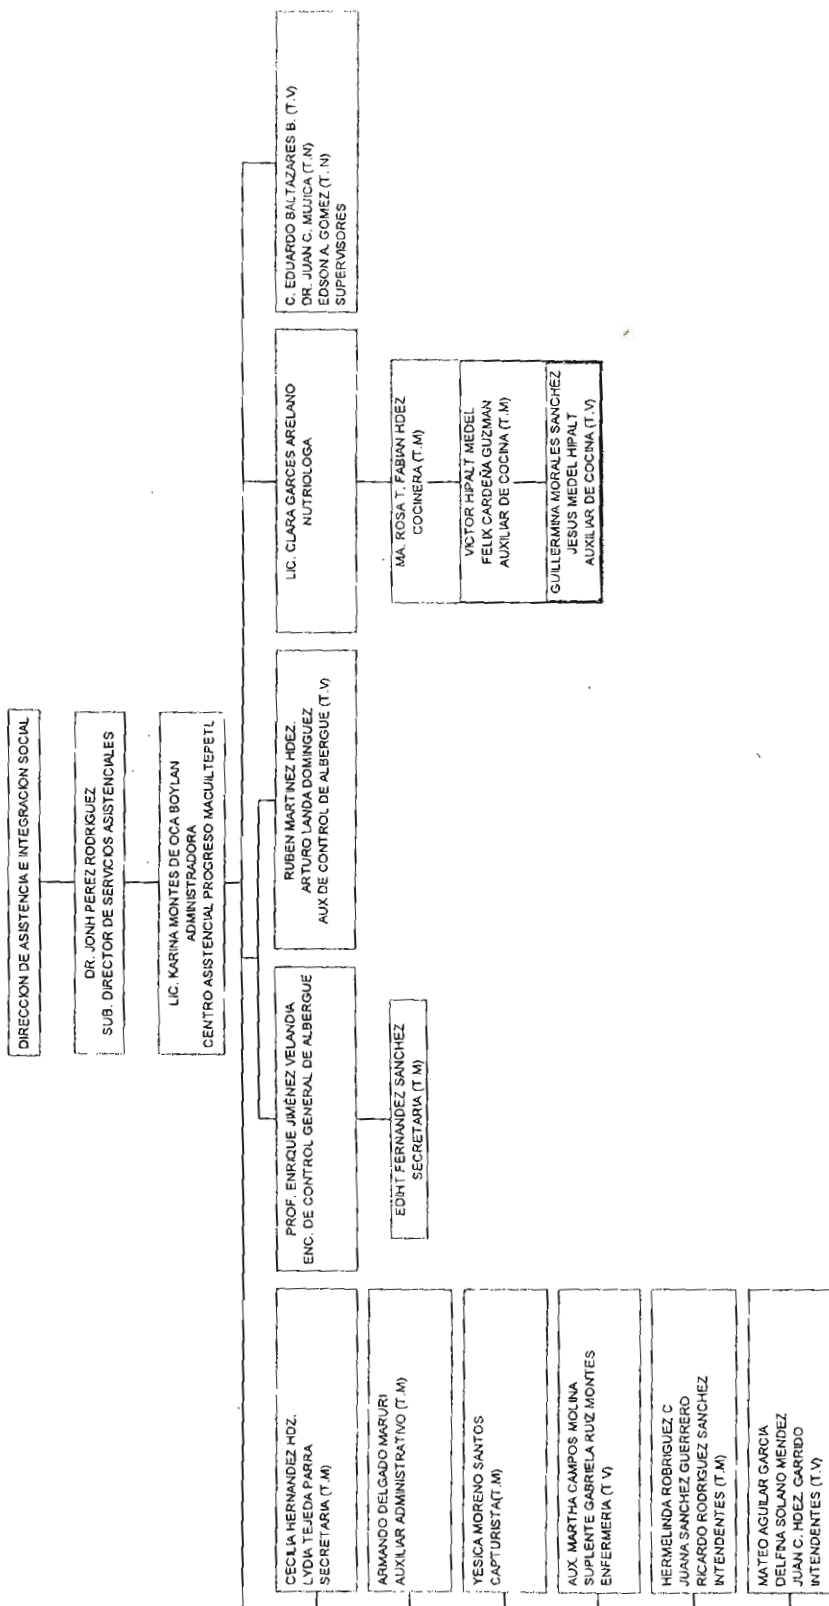 DIRECCION DE ASISTENCIA E INTEGRACION SOCIAL
DR. JONH PEREZ RODRIGUEZ
SUB. DIRECTOR DE SERVICIOS ASISTENCIALES
LIC. KARINA MONTES DE OCA BOYLAN
ADMINISTRADORA
CENTRO ASISTENCIAL PROGRESO MACUILTEPETL
CECILIA HERNANDEZ HDZ.
LYDIA TEJEDA PARRA
SECRETARIA (T.M)
ARMANDO DELGADO MARURI
AUXILIAR ADMINISTRATIVO (T.M)
YESICA MORENO SANTOS
CAPTURISTA(T.M)
AUX. MARTHA CAMPOS MOLINA
SUPLENTE GABRIELA RUIZ MONTES
ENFERMERIA (T V)
HERMELINDA ROBRIGUEZ C
JUANA SANCHEZ GUERRERO
RICARDO RODRIGUEZ SANCHEZ
INTENDENTES (T.M)
MATEO AGUILAR GARCIA
DELFINA SOLANO MENDEZ
JUAN C. HDEZ. GARRIDO
INTENDENTES (T.V)
PROF. ENRIQUE JIMÉNEZ VELANDIA
ENC. DE CONTROL GENERAL DE ALBERGUE
EDIHT FERNANDEZ SANCHEZ
SECRETARIA (T M)
RUBEN MARTINEZ HDEZ.
ARTURO LANDA DOMINGUEZ
AUX DE CONTROL DE ALBERGUE (T.V)
LIC. CLARA GARCES ARELANO
NUTRIOLOGA
MA. ROSA T. FABIAN HDEZ
COCINERA (T.M)
VICTOR HIPALT MEDEL
FELIX CARDEÑA GUZMAN
AUXILIAR DE COCINA (T.M)
GUILLERMINA MORALES SANCHEZ
JESUS MEDEL HIPALT
AUXILIAR DE COCINA (T.V)
C. EDUARDO BALTAZARES B. (T.V)
DR. JUAN C. MUJICA (T.N)
EDSON A. GOMEZ (T. N)
SUPERVISORES